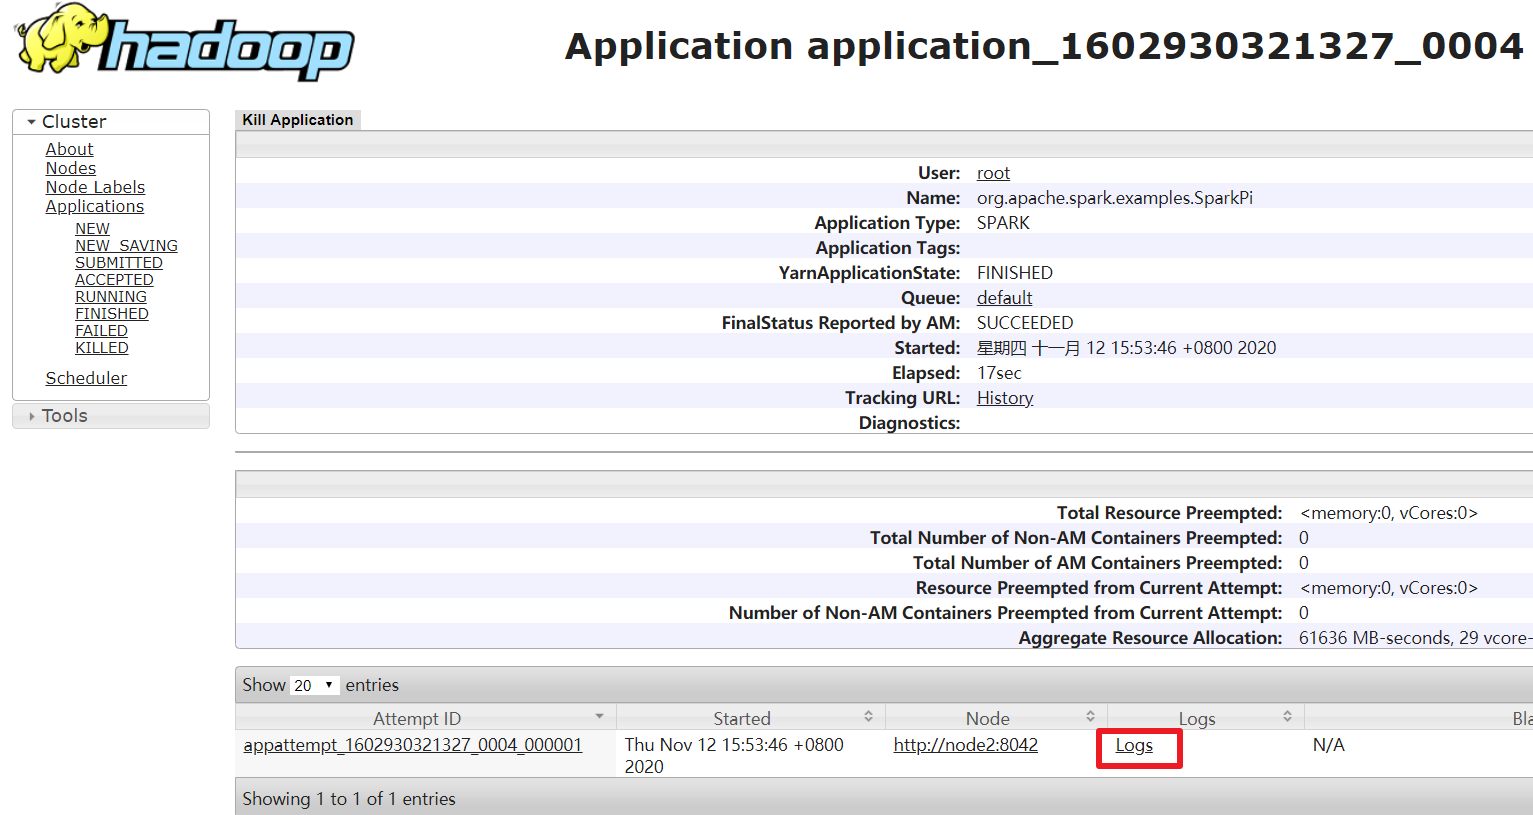 hadoop
Application application_1602930321327_0004
Cluster
About
Nodes
Node Labels
Applications
NEW
NEW_SAVING
SUBMITTED
ACCEPTED
RUNNING
FINISHED
FAILED
KILLED
Scheduler
Tools
Kill Application
User: root
Name: org.apache.spark.examples.SparkPi
Application Type: SPARK
Application Tags:
YarnApplicationState: FINISHED
Queue: default
FinalStatus Reported by AM: SUCCEEDED
Started: 星期四 十一月 12 15:53:46 +0800 2020
Elapsed: 17sec
Tracking URL: History
Diagnostics:
Total Resource Preempted: <memory:0, vCores:0>
Total Number of Non-AM Containers Preempted: 0
Total Number of AM Containers Preempted: 0
Resource Preempted from Current Attempt: <memory:0, vCores:0>
Number of Non-AM Containers Preempted from Current Attempt: 0
Aggregate Resource Allocation: 61636 MB-seconds, 29 vcore-
Show 20 entries
Attempt ID Started Node Logs Bla
appattempt_1602930321327_0004_000001 Thu Nov 12 15:53:46 +0800 http://node2:8042 Logs N/A
2020
Showing 1 to 1 of 1 entries